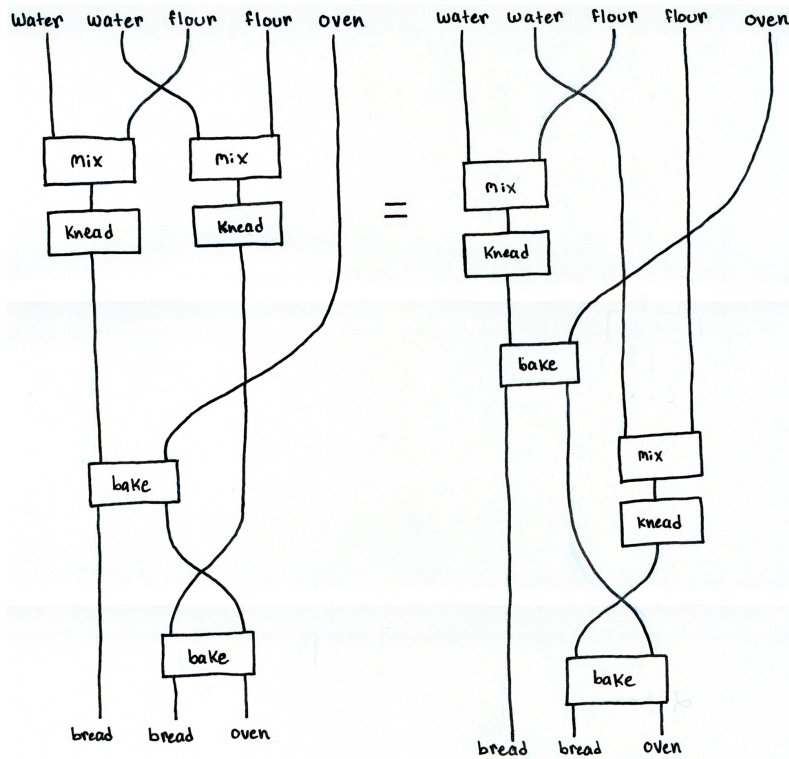 water water flour flour oven
mix mix
Knead Knead
bake
bake
bread bread oven
=
water water flour flour oven
mix
Knead
bake
mix
Knead
bake
bread bread oven